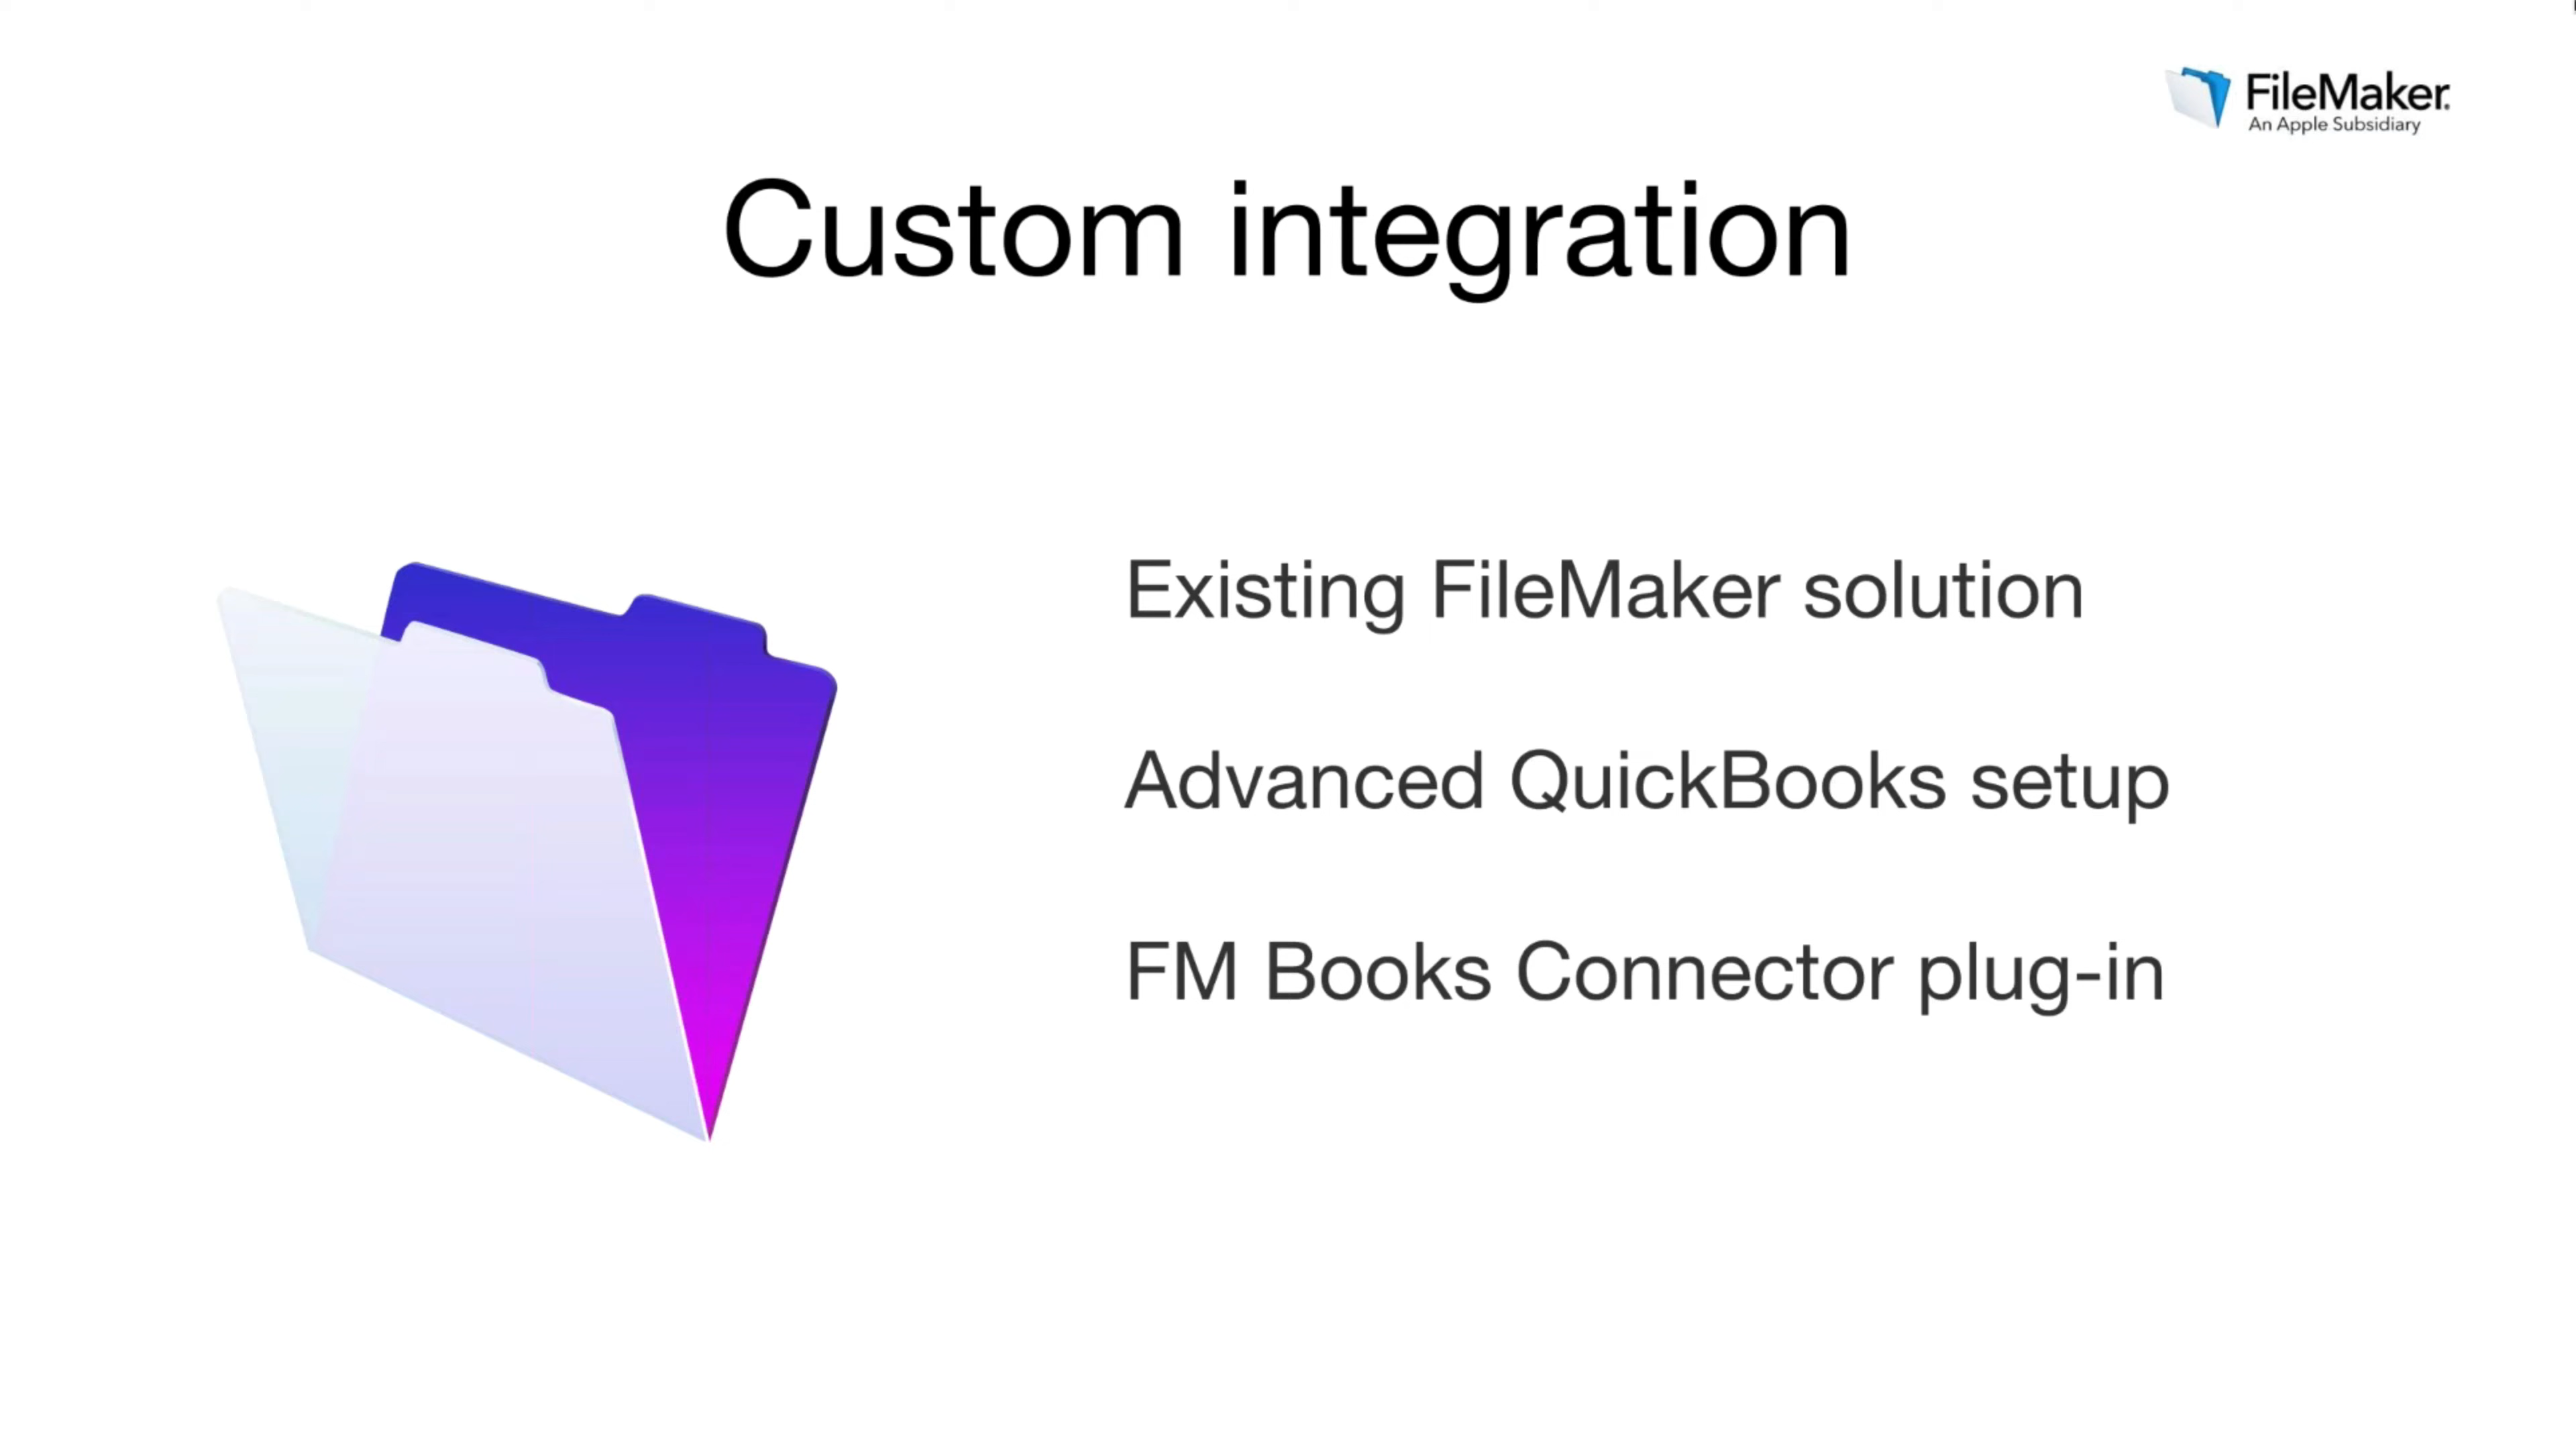 FileMaker.
An Apple Subsidiary
Custom integration
Existing FileMaker solution
Advanced QuickBooks setup
FM Books Connector plug-in